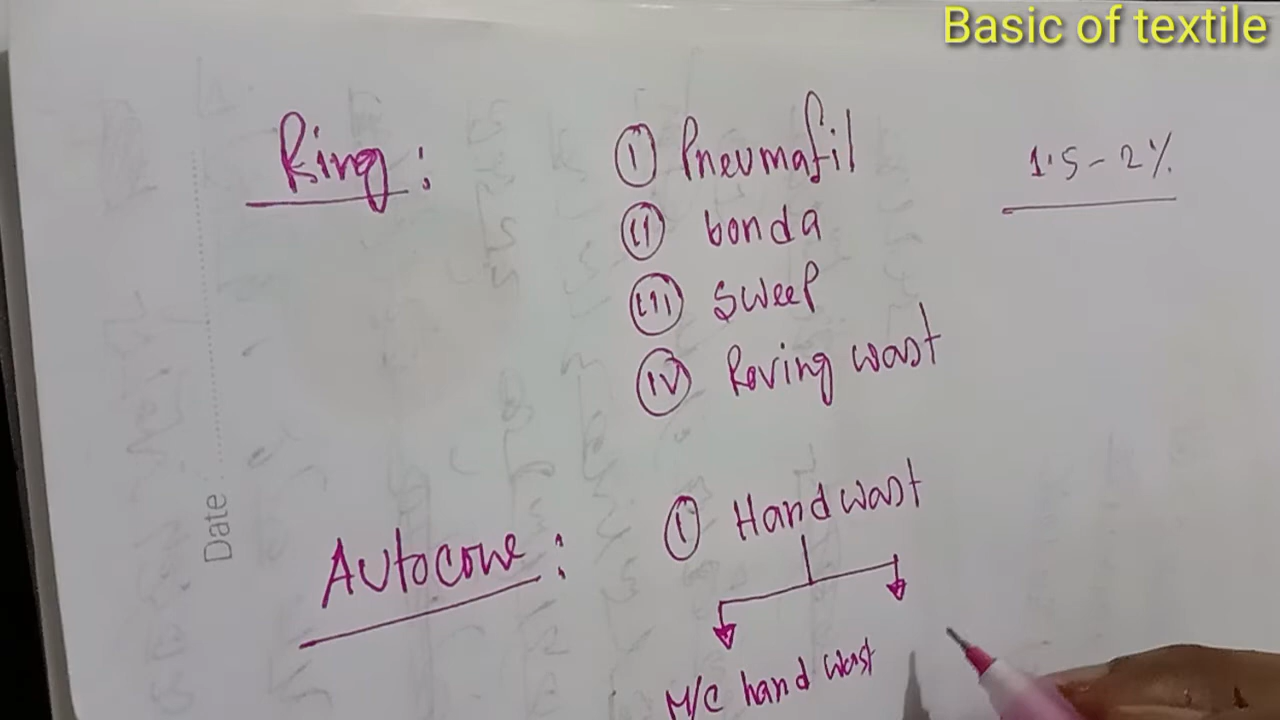 Basic of textile
Ring :
(i) Pneumafil
1.5 - 2%
(ii) bonda
(iii) Sweep
(iv) Roving wast
Date
Autocone :
(i) Hand wast
M/C hand wast